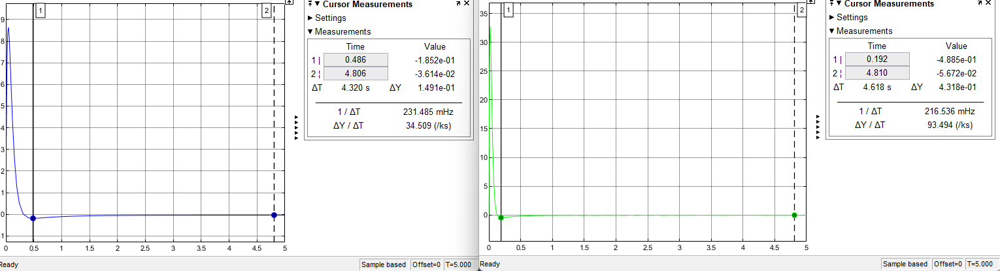 1
2
9
8
7
6
5
4
3
2
1
0
-1
0 0.5 1 1.5 2 2.5 3 3.5 4 4.5 5
▼ Cursor Measurements
▶ Settings
▼ Measurements
Time Value
1 | 0.486 -1.852e-01
2 ¦ 4.806 -3.614e-02
ΔT 4.320 s ΔY 1.491e-01
1 / ΔT 231.485 mHz
ΔY / ΔT 34.509 (/ks)
Ready Sample based Offset=0 T=5.000
1
2
35
30
25
20
15
10
5
0
0 0.5 1 1.5 2 2.5 3 3.5 4 4.5 5
▼ Cursor Measurements
▶ Settings
▼ Measurements
Time Value
1 | 0.192 -4.885e-01
2 ¦ 4.810 -5.672e-02
ΔT 4.618 s ΔY 4.318e-01
1 / ΔT 216.536 mHz
ΔY / ΔT 93.494 (/ks)
Ready Sample based Offset=0 T=5.000